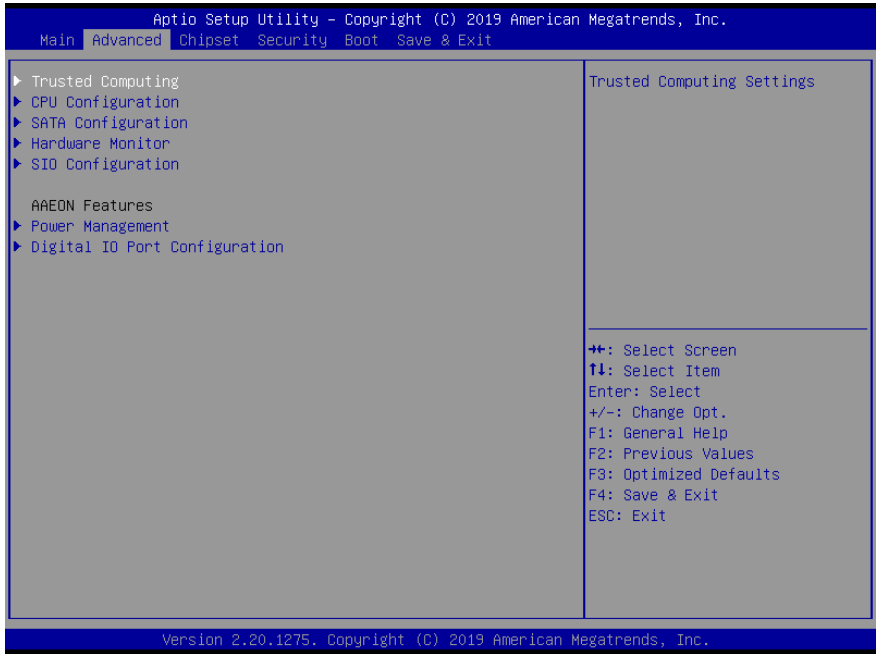 Aptio Setup Utility – Copyright (C) 2019 American Megatrends, Inc.
Main Advanced Chipset Security Boot Save & Exit
Trusted Computing
CPU Configuration
SATA Configuration
Hardware Monitor
SIO Configuration
AAEON Features
Power Management
Digital IO Port Configuration
Trusted Computing Settings
→←: Select Screen
↑↓: Select Item
Enter: Select
+/-: Change Opt.
F1: General Help
F2: Previous Values
F3: Optimized Defaults
F4: Save & Exit
ESC: Exit
Version 2.20.1275. Copyright (C) 2019 American Megatrends, Inc.